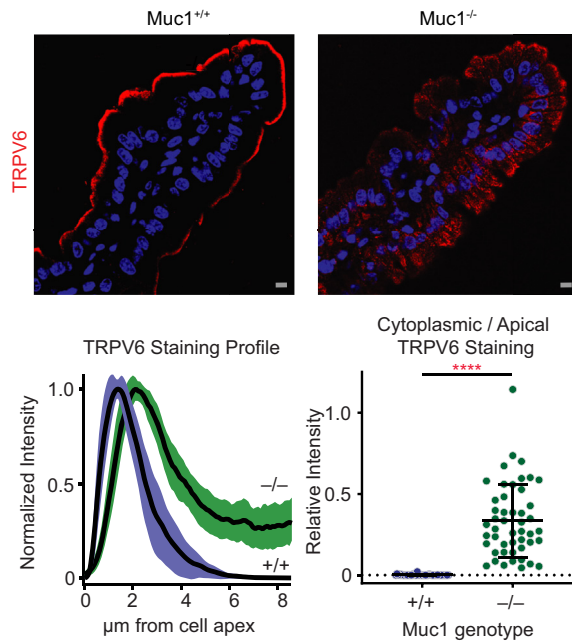 Muc1+/+
Muc1-/-
TRPV6
TRPV6 Staining Profile
Normalized Intensity
1.0
0.5
0
–/–
+/+
0 2 4 6 8
µm from cell apex
Cytoplasmic / Apical
TRPV6 Staining
****
Relative Intensity
1.0
0.5
0
+/+ –/–
Muc1 genotype